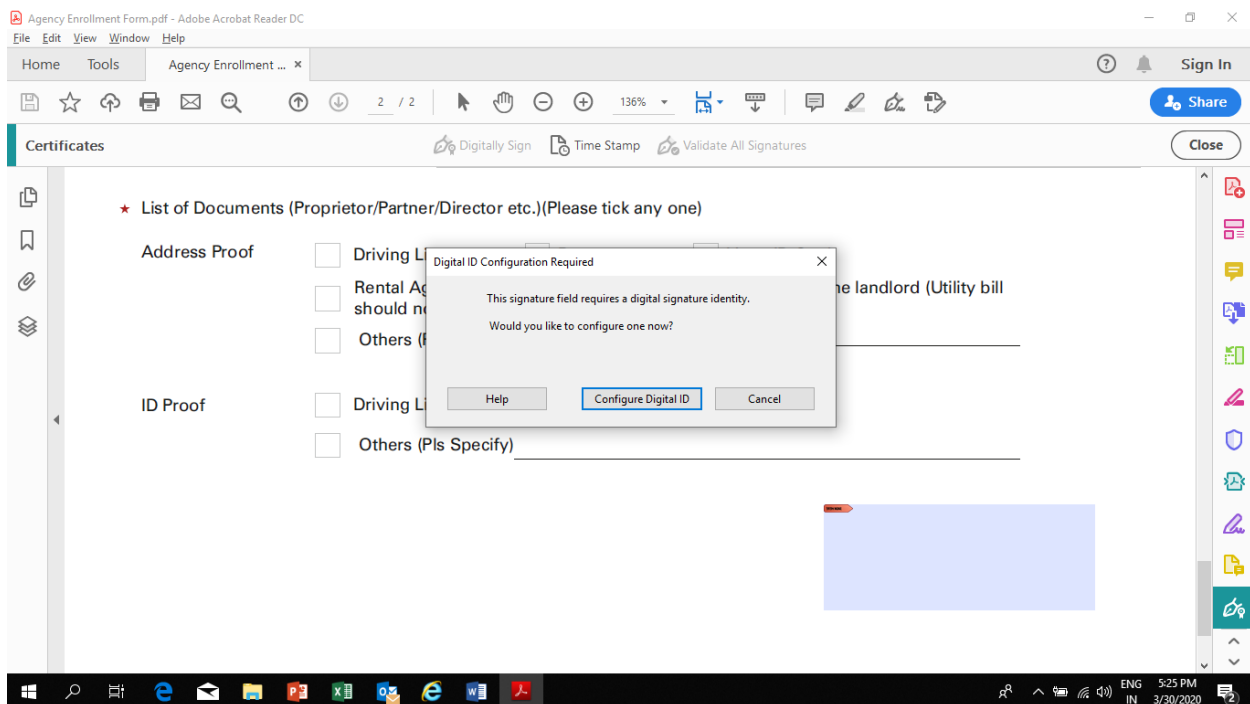 Agency Enrollment Form.pdf - Adobe Acrobat Reader DC
File Edit View Window Help
Home Tools Agency Enrollment ... × Sign In
2 / 2 136% Share
Certificates Digitally Sign Time Stamp Validate All Signatures Close
★ List of Documents (Proprietor/Partner/Director etc.)(Please tick any one)
Address Proof Driving Li
Digital ID Configuration Required
This signature field requires a digital signature identity.
Would you like to configure one now?
Help Configure Digital ID Cancel
Rental Ag he landlord (Utility bill
should no
Others (P
ID Proof Driving Li
Others (Pls Specify)
ENG 5:25 PM
IN 3/30/2020 2